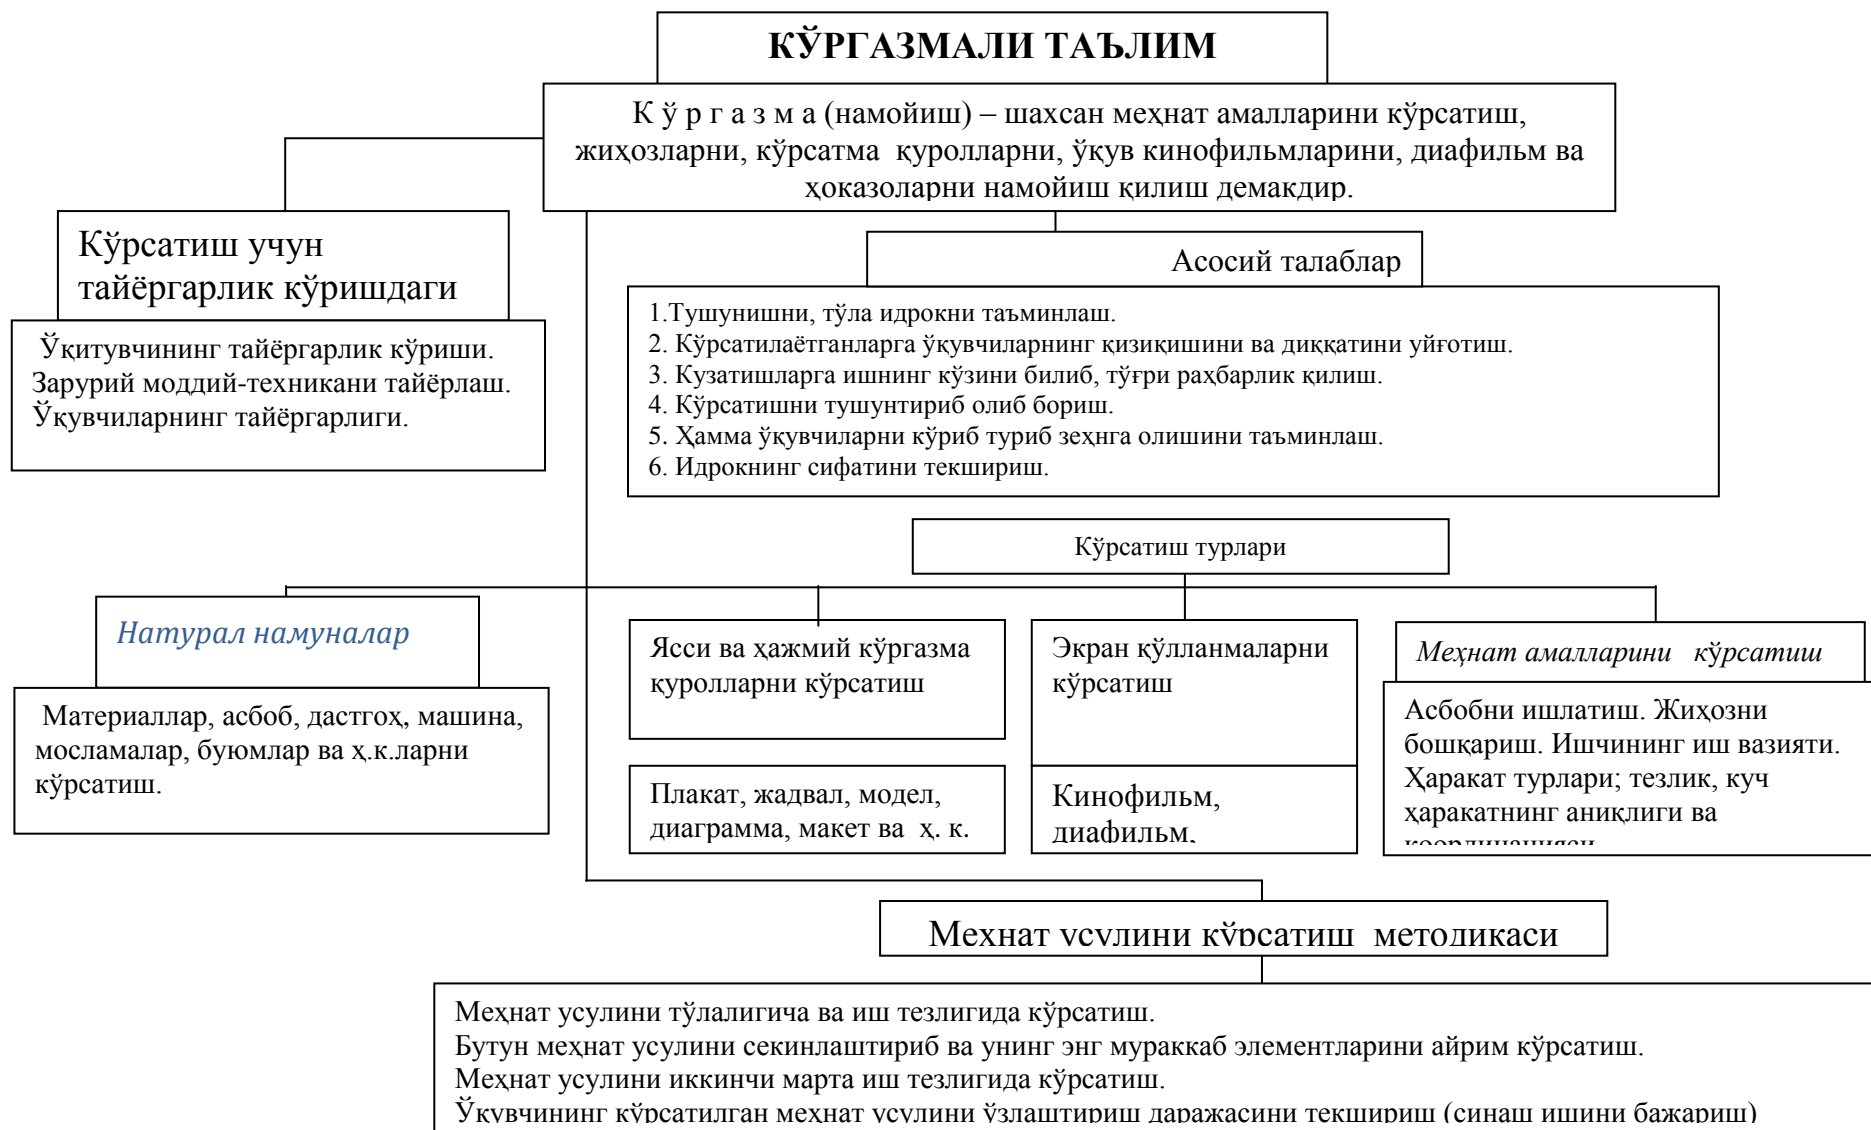 КЎРГАЗМАЛИ ТАЪЛИМ
К ў р г а з м а (намойиш) – шахсан меҳнат амалларини кўрсатиш,
жиҳозларни, кўрсатма қуролларни, ўқув кинофильмларини, диафильм ва
ҳоказоларни намойиш қилиш демакдир.
Кўрсатиш учун
тайёргарлик кўришдаги
Ўқитувчининг тайёргарлик кўриши.
Зарурий моддий-техникани тайёрлаш.
Ўқувчиларнинг тайёргарлиги.
Асосий талаблар
1.Тушунишни, тўла идрокни таъминлаш.
2. Кўрсатилаётганларга ўқувчиларнинг қизиқишини ва диққатини уйғотиш.
3. Кузатишларга ишнинг кўзини билиб, тўғри раҳбарлик қилиш.
4. Кўрсатишни тушунтириб олиб бориш.
5. Ҳамма ўқувчиларни кўриб туриб зеҳнга олишини таъминлаш.
6. Идрокнинг сифатини текшириш.
Кўрсатиш турлари
Натурал намуналар
Материаллар, асбоб, дастгоҳ, машина,
мосламалар, буюмлар ва ҳ.к.ларни
кўрсатиш.
Ясси ва ҳажмий кўргазма
қуролларни кўрсатиш
Плакат, жадвал, модел,
диаграмма, макет ва ҳ. к.
Экран қўлланмаларни
кўрсатиш
Кинофильм,
диафильм,
Меҳнат амалларини кўрсатиш
Асбобни ишлатиш. Жиҳозни
бошқариш. Ишчининг иш вазияти.
Ҳаракат турлари; тезлик, куч
ҳаракатнинг аниқлиги ва
Меҳнат усулини кўрсатиш методикаси
Меҳнат усулини тўлалигича ва иш тезлигида кўрсатиш.
Бутун меҳнат усулини секинлаштириб ва унинг энг мураккаб элементларини айрим кўрсатиш.
Меҳнат усулини иккинчи марта иш тезлигида кўрсатиш.
Ўқувчининг кўрсатилган меҳнат усулини ўзлаштириш даражасини текшириш (синаш ишини бажариш)